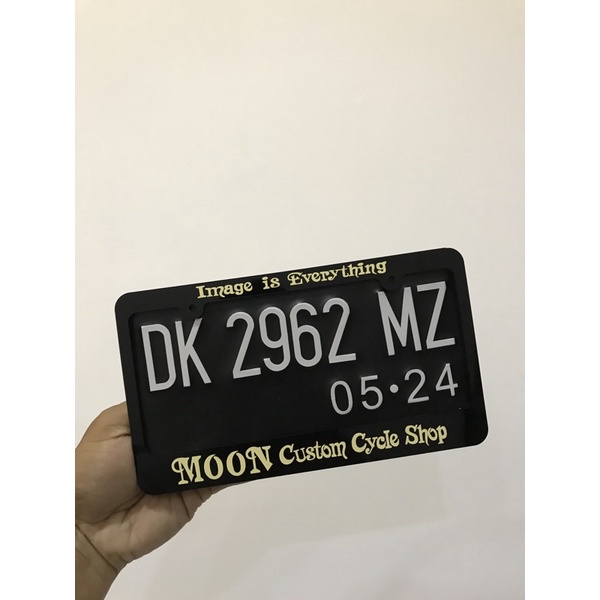 Image is Everything
DK 2962 MZ
05•24
MOON Custom Cycle Shop